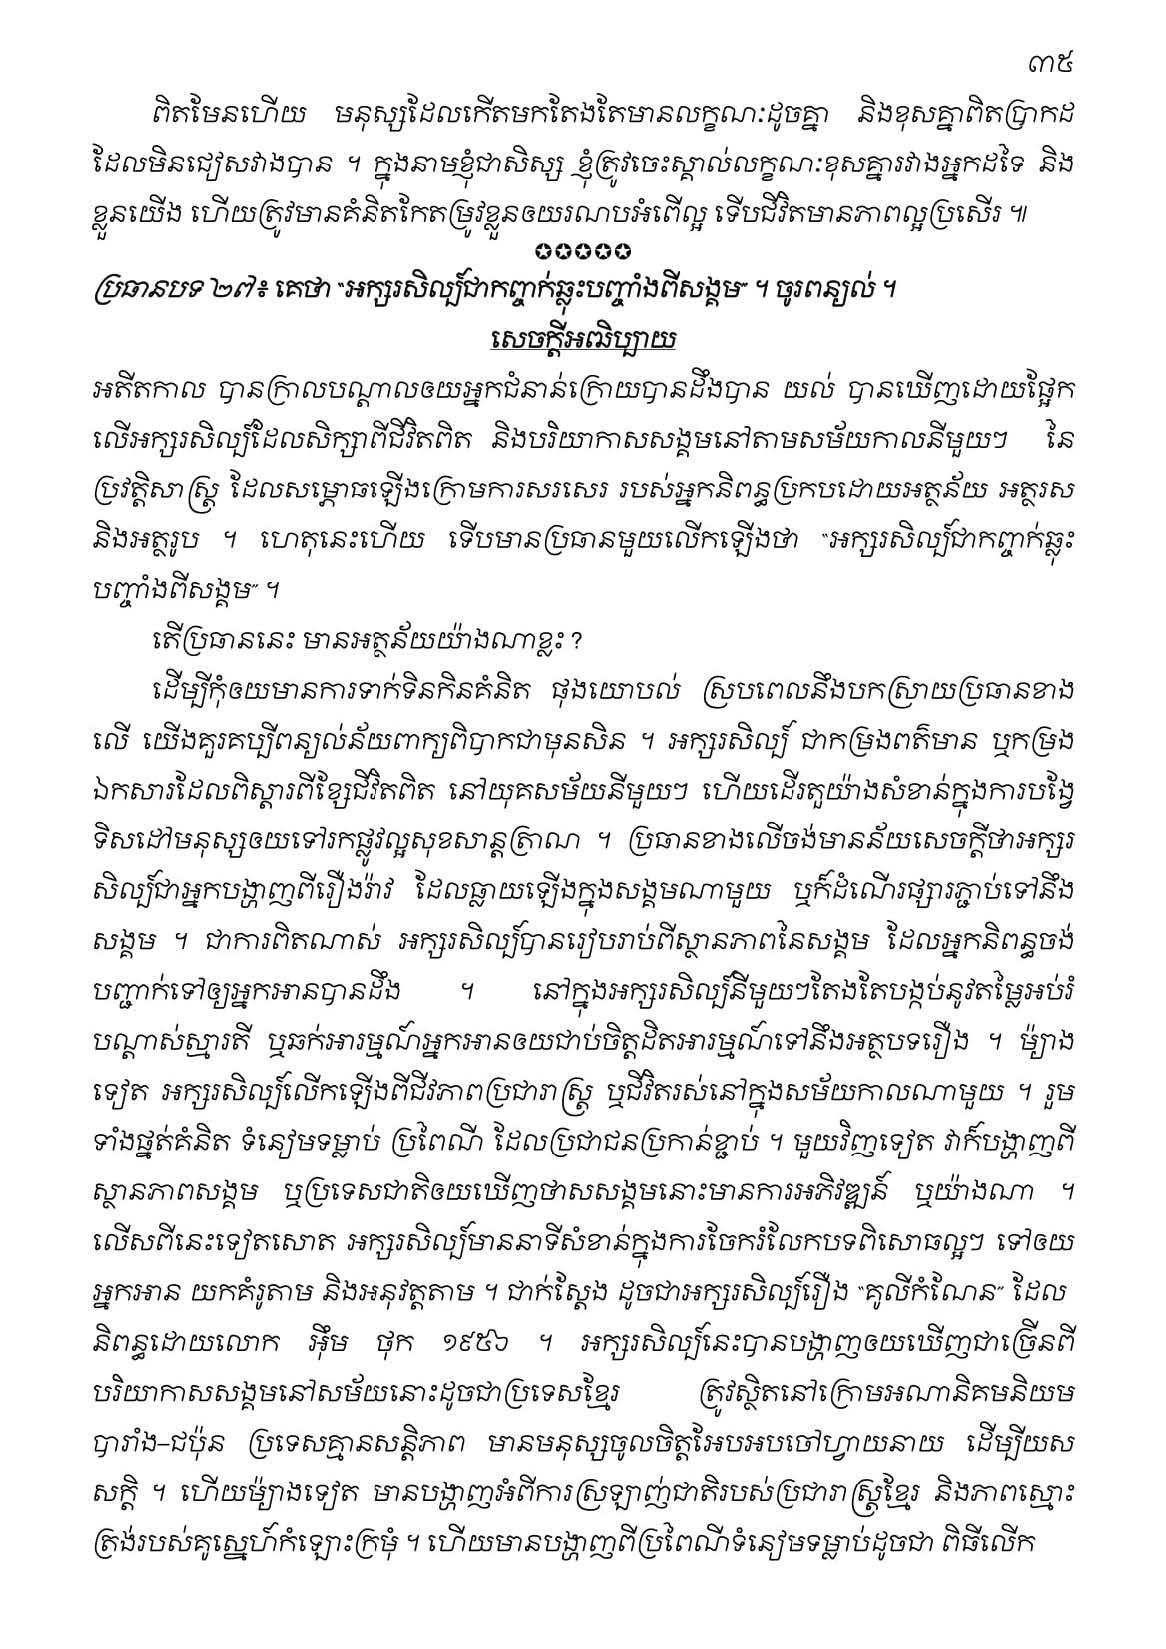 ៣៥
ពិតមែនហើយ មនុស្សដែលកើតមកតែងតែមានលក្ខណៈដូចគ្នា និងខុសគ្នាពិតប្រាកដ
ដែលមិនជៀសវាងបាន ។ ក្នុងនាមខ្ញុំជាសិស្ស ខ្ញុំត្រូវចេះស្គាល់លក្ខណៈខុសគ្នារវាងអ្នកដទៃ និង
ខ្លួនយើង ហើយត្រូវមានគំនិតកែតម្រូវខ្លួនឲយរណបអំពើល្អ ទើបជីវិតមានភាពល្អប្រសើរ ៕
✪✪✪✪✪
ប្រធានបទ ២៧៖ គេថា “អក្សរសិល្ប៍ជាកញ្ចក់ឆ្លុះបញ្ចាំងពីសង្គម” ។ ចូរពន្យល់ ។
សេចក្តីអធិប្បាយ
អតីតកាល បានក្រាលបណ្តាលឲយអ្នកជំនាន់ក្រោយបានដឹងបាន យល់ បានឃើញដោយផ្អែក
លើអក្សរសិល្ប៍ដែលសិក្សាពីជីវិតពិត និងបរិយាកាសសង្គមនៅតាមសម័យកាលនីមួយៗ នៃ
ប្រវត្តិសាស្ត្រ ដែលសម្ភោធឡើងក្រោមការសរសេរ របស់អ្នកនិពន្ធប្រកបដោយអត្ថន័យ អត្ថរស
និងអត្ថរូប ។ ហេតុនេះហើយ ទើបមានប្រធានមួយលើកឡើងថា “អក្សរសិល្ប៍ជាកញ្ចក់ឆ្លុះ
បញ្ចាំងពីសង្គម” ។
តើប្រធាននេះ មានអត្ថន័យយ៉ាងណាខ្លះ ?
ដើម្បីកុំឲយមានការទាក់ទិនកិនគំនិត ផុងយោបល់ ស្របពេលនឹងបកស្រាយប្រធានខាង
លើ យើងគួរគប្បីពន្យល់ន័យពាក្យពិបាកជាមុនសិន ។ អក្សរសិល្ប៍ ជាកម្រងពត៌មាន ឬកម្រង
ឯកសារដែលពិស្តារពីខ្សែជីវិតពិត នៅយុគសម័យនីមួយៗ ហើយដើរតួយ៉ាងសំខាន់ក្នុងការបង្វែ
ទិសដៅមនុស្សឲយទៅរកផ្លូវល្អសុខសាន្តត្រាណ ។ ប្រធានខាងលើចង់មានន័យសេចក្តីថាអក្សរ
សិល្ប៍ជាអ្នកបង្ហាញពីរឿងរ៉ាវ ដែលធ្លាយឡើងក្នុងសង្គមណាមួយ ឬក៏ដំណើរផ្សារភ្ជាប់ទៅនឹង
សង្គម ។ ជាការពិតណាស់ អក្សរសិល្ប៍បានរៀបរាប់ពីស្ថានភាពនៃសង្គម ដែលអ្នកនិពន្ធចង់
បញ្ជាក់ទៅឲ្យអ្នកអានបានដឹង ។ នៅក្នុងអក្សរសិល្ប៍នីមួយៗតែងតែបង្កប់នូវតម្លៃអប់រំ
បណ្តាស់ស្មារតី ឬឆក់អារម្មណ៍អ្នកអានឲយជាប់ចិត្តដិតអារម្មណ៍ទៅនឹងអត្ថបទរឿង ។ ម៉្យាង
ទៀត អក្សរសិល្ប៍លើកឡើងពីជីវភាពប្រជារាស្ត្រ ឬជីវិតរស់នៅក្នុងសម័យកាលណាមួយ ។ រួម
ទាំងផ្នត់គំនិត ទំនៀមទម្លាប់ ប្រពៃណី ដែលប្រជាជនប្រកាន់ខ្ជាប់ ។ មួយវិញទៀត វាក៏បង្ហាញពី
ស្ថានភាពសង្គម ឬប្រទេសជាតិឲយឃើញថាសសង្គមនោះមានការអភិវឌ្ឍន៍ ឬយ៉ាងណា ។
លើសពីនេះទៀតសោត អក្សរសិល្ប៍មាននាទីសំខាន់ក្នុងការចែករំលែកបទពិសោធល្អៗ ទៅឲយ
អ្នកអាន យកគំរូតាម និងអនុវត្តតាម ។ ជាក់ស្តែង ដូចជាអក្សរសិល្ប៍រឿង “គូលីកំណែន” ដែល
និពន្ធដោយលោក អ៊ឹម ថុក ១៩៥៦ ។ អក្សរសិល្ប៍នេះបានបង្ហាញឲយឃើញជាច្រើនពី
បរិយាកាសសង្គមនៅសម័យនោះដូចជាប្រទេសខ្មែរ ត្រូវស្ថិតនៅក្រោមអណានិគមនិយម
បារាំង–ជប៉ុន ប្រទេសគ្មានសន្តិភាព មានមនុស្សចូលចិត្តអែបអបចៅហ្វាយនាយ ដើម្បីយស
សក្តិ ។ ហើយម៉្យាងទៀត មានបង្ហាញអំពីការស្រឡាញ់ជាតិរបស់ប្រជារាស្ត្រខ្មែរ និងភាពស្មោះ
ត្រង់របស់គូស្នេហ៍កំឡោះក្រមុំ ។ ហើយមានបង្ហាញពីប្រពៃណីទំនៀមទម្លាប់ដូចជា ពិធីលើក